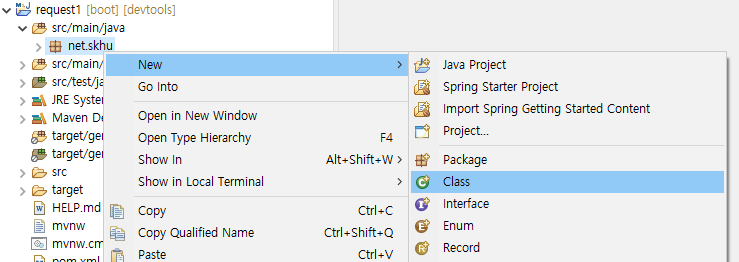 request1 [boot] [devtools]
src/main/java
net.skhu
src/main/
src/test/ja
JRE System
Maven De
target/ger
target/ger
src
target
HELP.md
mvnw
mvnw.cm
pom.xml
New
Go Into
Open in New Window
Open Type Hierarchy F4
Show In Alt+Shift+W
Show in Local Terminal
Copy Ctrl+C
Copy Qualified Name Ctrl+Shift+Q
Paste Ctrl+V
Java Project
Spring Starter Project
Import Spring Getting Started Content
Project...
Package
Class
Interface
Enum
Record